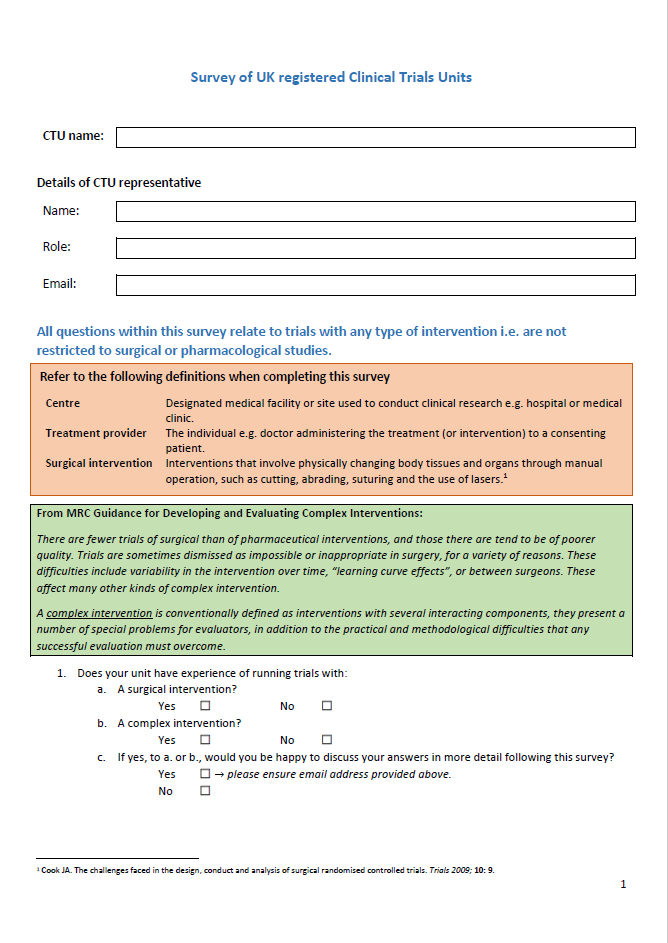 Survey of UK registered Clinical Trials Units
CTU name:
Details of CTU representative
Name:
Role:
Email:
All questions within this survey relate to trials with any type of intervention i.e. are not
restricted to surgical or pharmacological studies.
Refer to the following definitions when completing this survey
Centre Designated medical facility or site used to conduct clinical research e.g. hospital or medical
clinic.
Treatment provider The individual e.g. doctor administering the treatment (or intervention) to a consenting
patient.
Surgical intervention Interventions that involve physically changing body tissues and organs through manual
operation, such as cutting, abrading, suturing and the use of lasers.¹
From MRC Guidance for Developing and Evaluating Complex Interventions:
There are fewer trials of surgical than of pharmaceutical interventions, and those there are tend to be of poorer
quality. Trials are sometimes dismissed as impossible or inappropriate in surgery, for a variety of reasons. These
difficulties include variability in the intervention over time, “learning curve effects”, or between surgeons. These
affect many other kinds of complex intervention.
A complex intervention is conventionally defined as interventions with several interacting components, they present a
number of special problems for evaluators, in addition to the practical and methodological difficulties that any
successful evaluation must overcome.
1. Does your unit have experience of running trials with:
a. A surgical intervention?
Yes ☐ No ☐
b. A complex intervention?
Yes ☐ No ☐
c. If yes, to a. or b., would you be happy to discuss your answers in more detail following this survey?
Yes ☐ → please ensure email address provided above.
No ☐
¹ Cook JA. The challenges faced in the design, conduct and analysis of surgical randomised controlled trials. Trials 2009; 10: 9.
1